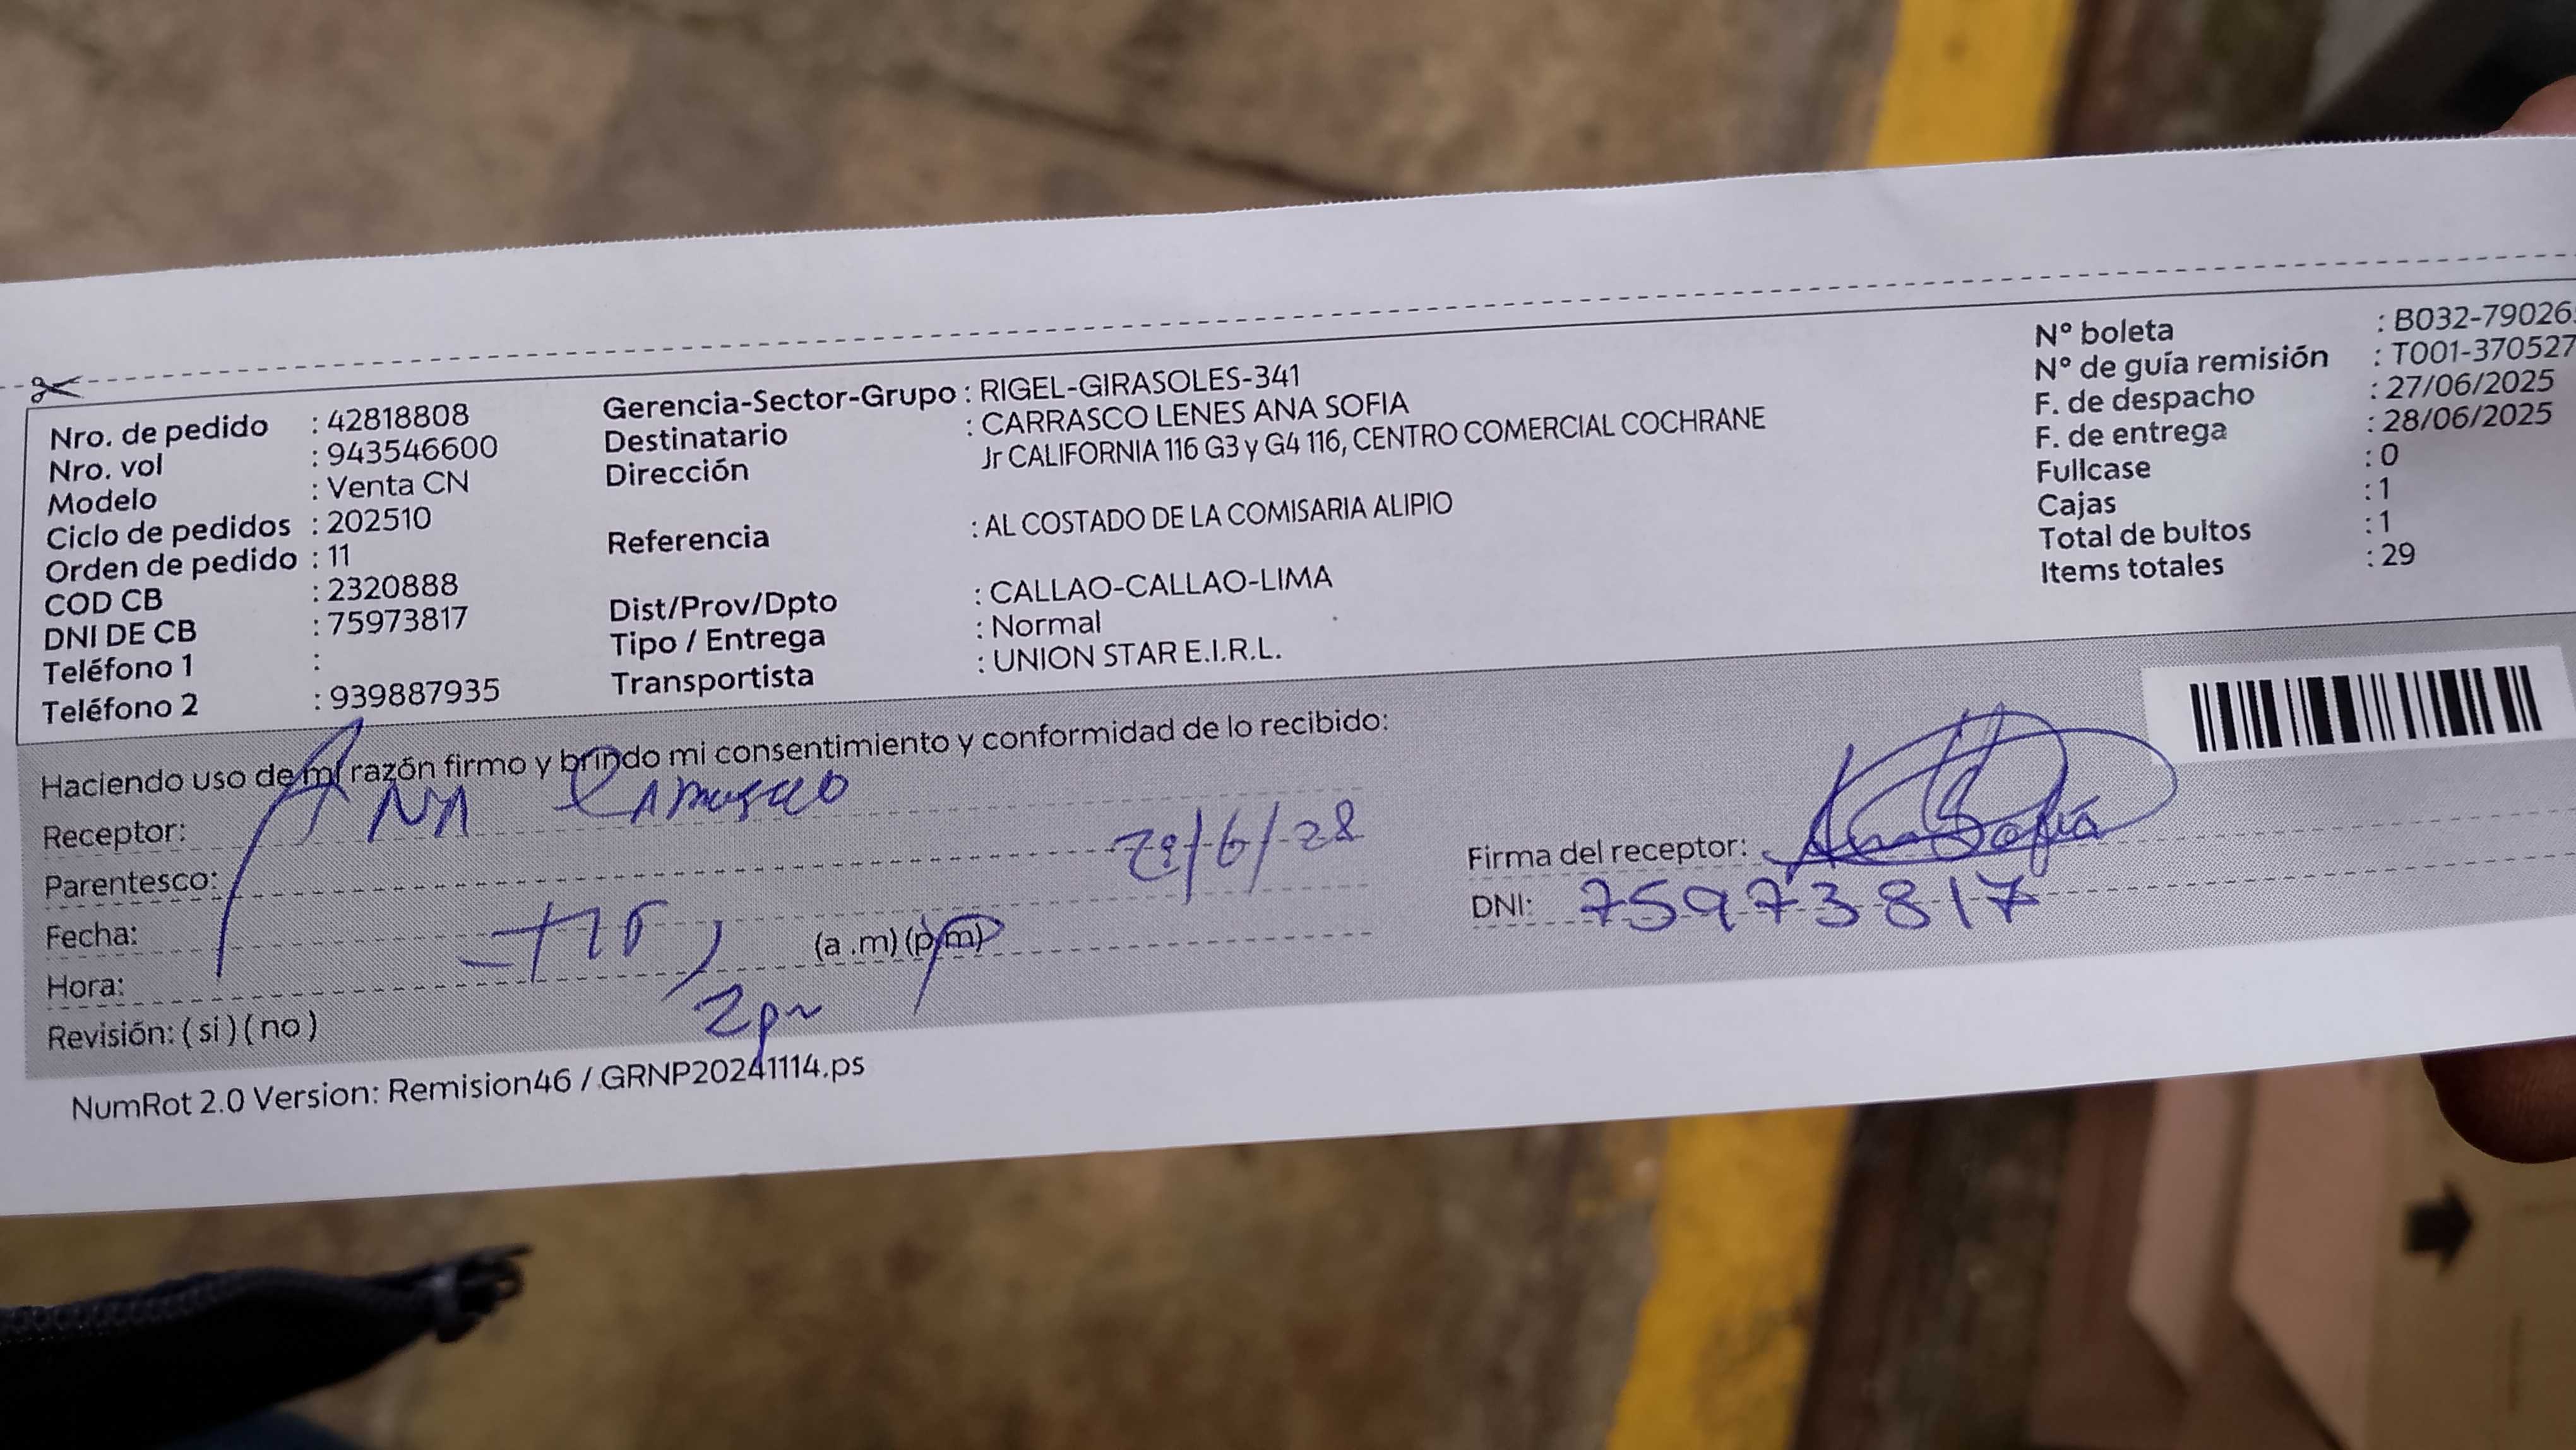 Nro. de pedido : 42818808
Nro. vol : 943546600
Modelo : Venta CN
Ciclo de pedidos : 202510
Orden de pedido : 11
COD CB : 2320888
DNI DE CB : 75973817
Teléfono 1 :
Teléfono 2 : 939887935
Gerencia-Sector-Grupo : RIGEL-GIRASOLES-341
Destinatario : CARRASCO LENES ANA SOFIA
Dirección Jr CALIFORNIA 116 G3 y G4 116, CENTRO COMERCIAL COCHRANE
Referencia : AL COSTADO DE LA COMISARIA ALIPIO
Dist/Prov/Dpto : CALLAO-CALLAO-LIMA
Tipo / Entrega : Normal
Transportista : UNION STAR E.I.R.L.
N° boleta : B032-79026
N° de guía remisión : T001-370527
F. de despacho : 27/06/2025
F. de entrega : 28/06/2025
Fullcase : 0
Cajas : 1
Total de bultos : 1
Items totales : 29
Haciendo uso de mi razón firmo y brindo mi consentimiento y conformidad de lo recibido:
Receptor: ANA
Parentesco:
Fecha:
Hora: (a .m) (p.m)
2pm
Revisión: ( si ) ( no )
Firma del receptor: Ana Sofía
DNI: 75973817
NumRot 2.0 Version: Remision46 / GRNP20241114.ps